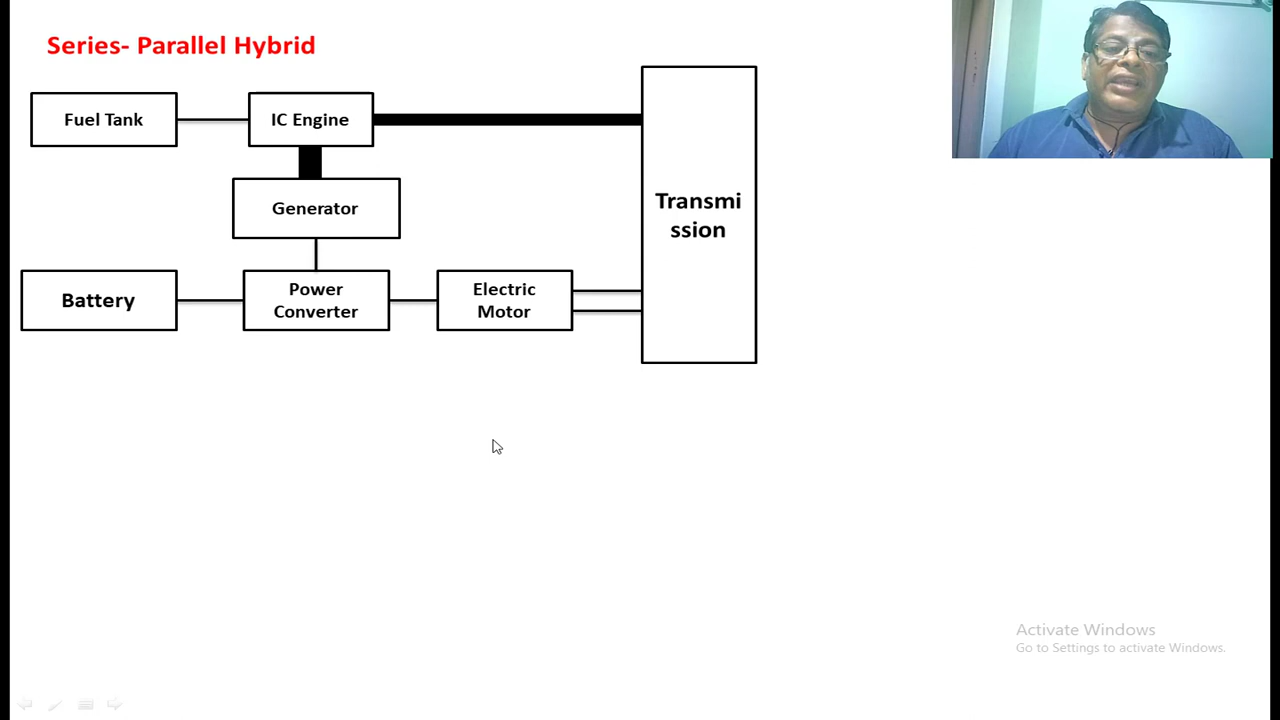 Series- Parallel Hybrid
Fuel Tank
IC Engine
Transmi
ssion
Generator
Battery
Power
Converter
Electric
Motor
Activate Windows
Go to Settings to activate Windows.